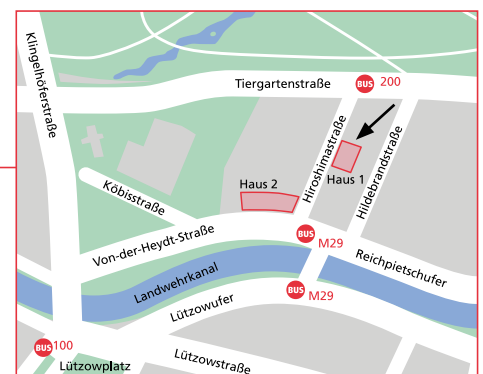 Klingelhöferstraße
Tiergartenstraße
BUS 200
Hiroshimastraße
Hildebrandstraße
Haus 1
Haus 2
Köbisstraße
Von-der-Heydt-Straße
BUS M29
Reichpietschufer
Landwehrkanal
Lützowufer
BUS M29
BUS 100
Lützowplatz
Lützowstraße